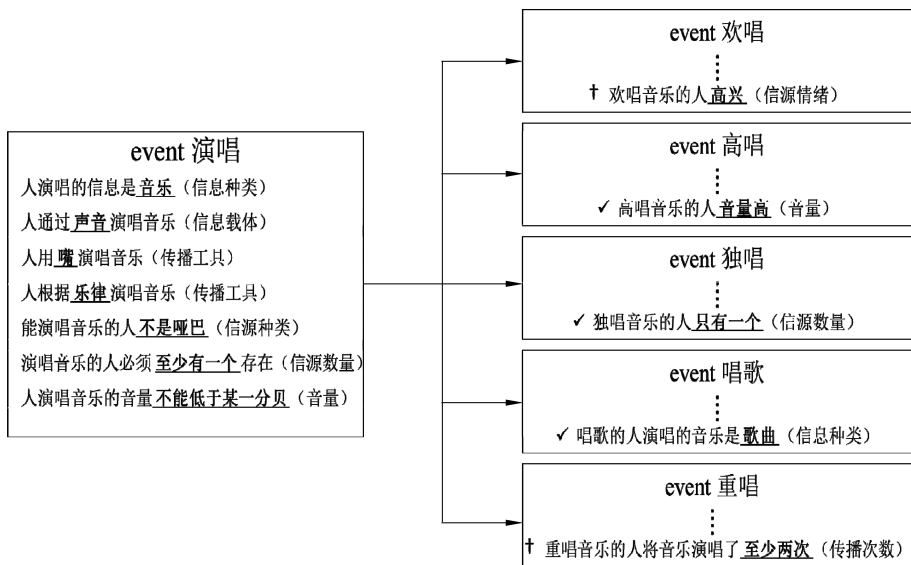 event 演唱
人演唱的信息是音乐（信息种类）
人通过声音演唱音乐（信息载体）
人用嘴演唱音乐（传播工具）
人根据乐律演唱音乐（传播工具）
能演唱音乐的人不是哑巴（信源种类）
演唱音乐的人必须至少有一个存在（信源数量）
人演唱音乐的音量不能低于某一分贝（音量）
event 欢唱
† 欢唱音乐的人高兴（信源情绪）
event 高唱
✓ 高唱音乐的人音量高（音量）
event 独唱
✓ 独唱音乐的人只有一个（信源数量）
event 唱歌
✓ 唱歌的人演唱的音乐是歌曲（信息种类）
event 重唱
† 重唱音乐的人将音乐演唱了至少两次（传播次数）